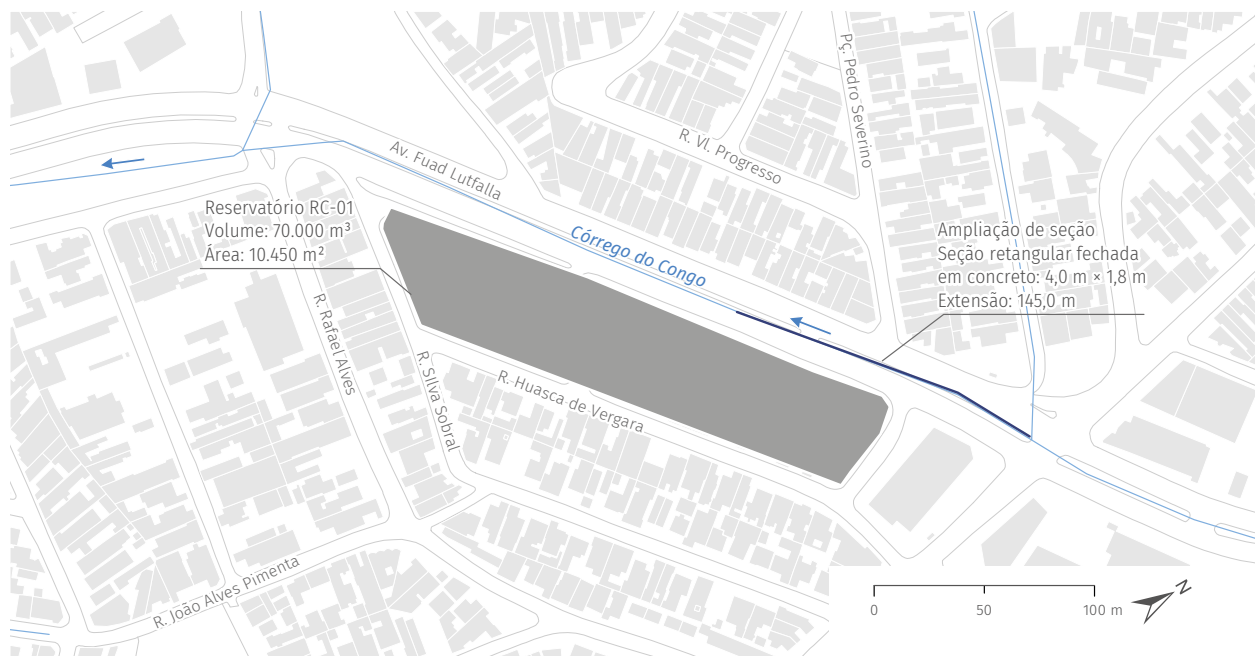 Pç. Pedro Severino
R. Vl. Progresso
Av. Fuad Lutfalla
Reservatório RC-01
Volume: 70.000 m³
Área: 10.450 m²
Córrego do Congo
Ampliação de seção
Seção retangular fechada
em concreto: 4,0 m × 1,8 m
Extensão: 145,0 m
R. Rafael Alves
R. SIlva Sobral
R. Huasca de Vergara
R. João Alves Pimenta
0 50 100 m
N